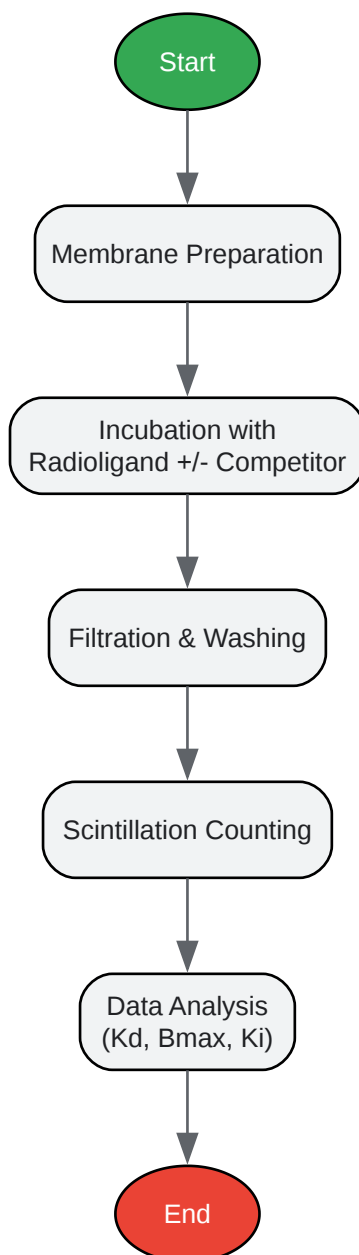 Start
Membrane Preparation
Incubation with
Radioligand +/- Competitor
Filtration & Washing
Scintillation Counting
Data Analysis
(Kd, Bmax, Ki)
End